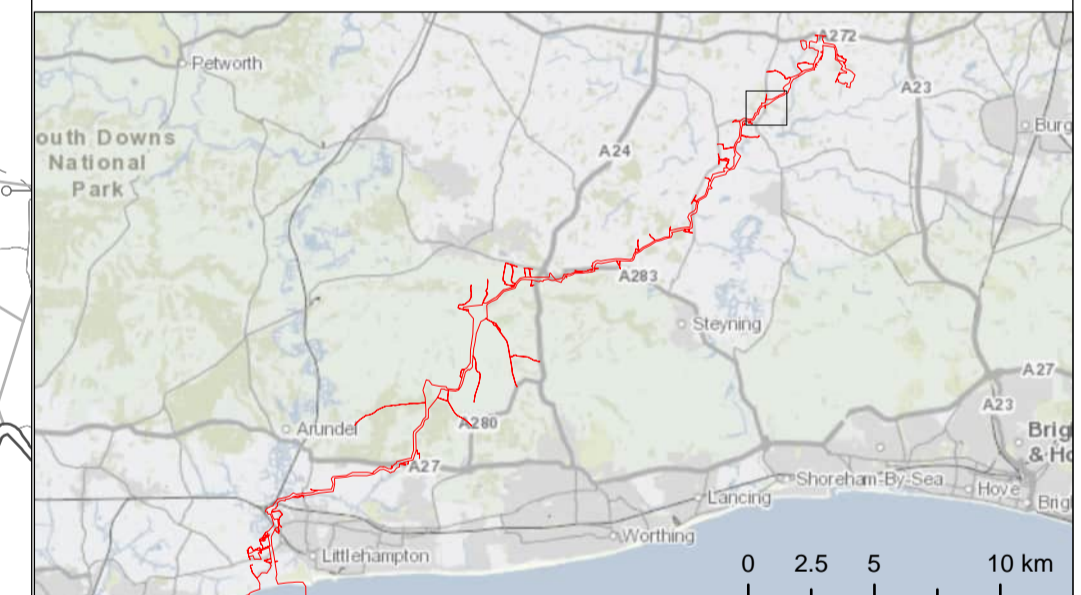 A272
Petworth
A23
Burg
outh Downs
National
Park
A24
A283
Steyning
A27
A23
Arundel
A280
Brig
& Ho
A27
Shoreham-By-Sea
Hove
Lancing
Brig
Worthing
Littlehampton
0 2.5 5 10 km